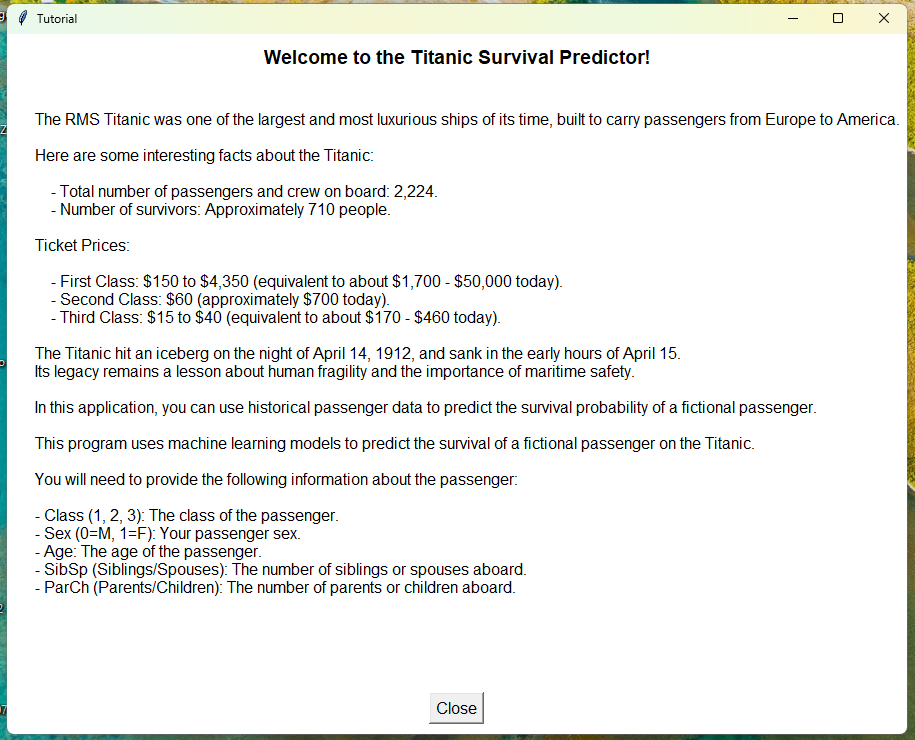 Tutorial
Welcome to the Titanic Survival Predictor!
The RMS Titanic was one of the largest and most luxurious ships of its time, built to carry passengers from Europe to America.
Here are some interesting facts about the Titanic:
- Total number of passengers and crew on board: 2,224.
- Number of survivors: Approximately 710 people.
Ticket Prices:
- First Class: $150 to $4,350 (equivalent to about $1,700 - $50,000 today).
- Second Class: $60 (approximately $700 today).
- Third Class: $15 to $40 (equivalent to about $170 - $460 today).
The Titanic hit an iceberg on the night of April 14, 1912, and sank in the early hours of April 15.
Its legacy remains a lesson about human fragility and the importance of maritime safety.
In this application, you can use historical passenger data to predict the survival probability of a fictional passenger.
This program uses machine learning models to predict the survival of a fictional passenger on the Titanic.
You will need to provide the following information about the passenger:
- Class (1, 2, 3): The class of the passenger.
- Sex (0=M, 1=F): Your passenger sex.
- Age: The age of the passenger.
- SibSp (Siblings/Spouses): The number of siblings or spouses aboard.
- ParCh (Parents/Children): The number of parents or children aboard.
Close